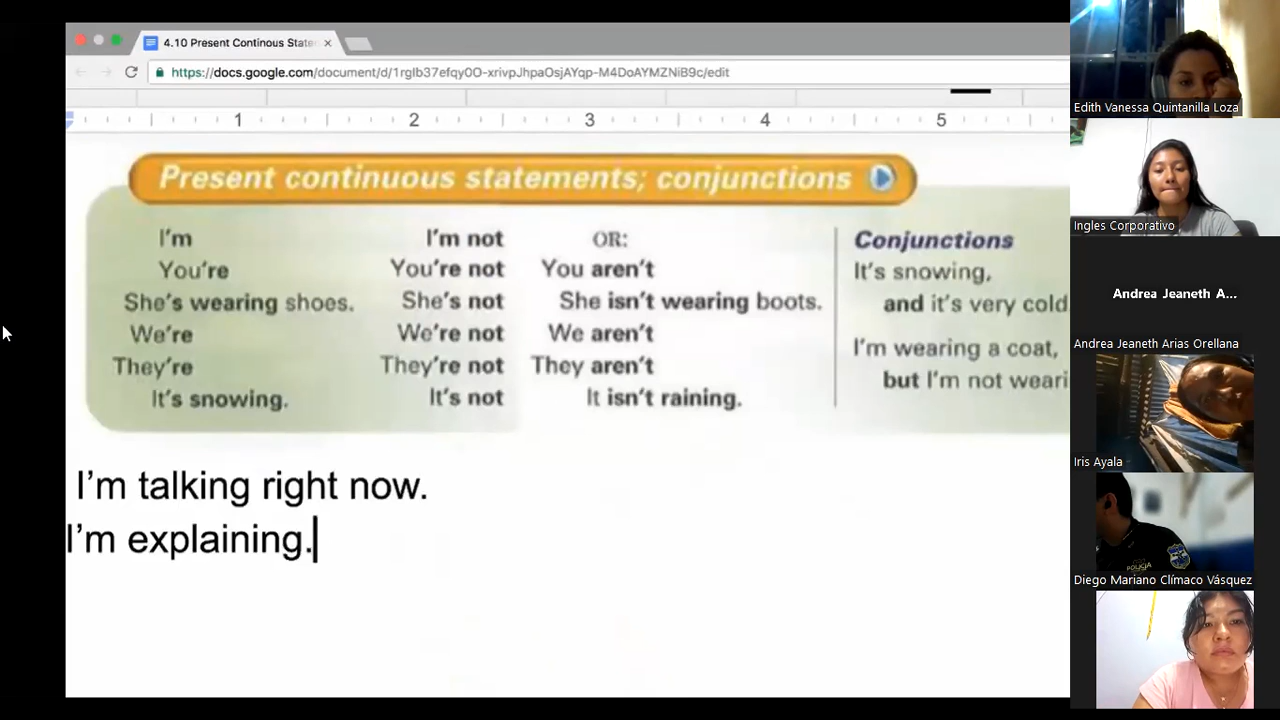 4.10 Present Continous State
https://docs.google.com/document/d/1rgIb37efqy0O-xrivpJhpaOsjAYqp-M4DoAYMZNiB9c/edit
1 2 3 4 5
Present continuous statements; conjunctions
I'm I'm not OR:
You're You're not You aren't
She's wearing shoes. She's not She isn't wearing boots.
We're We're not We aren't
They're They're not They aren't
It's snowing. It's not It isn't raining.
Conjunctions
It's snowing,
and it's very cold
I'm wearing a coat,
but I'm not weari
I'm talking right now.
I'm explaining.
Edith Vanessa Quintanilla Loza
Ingles Corporativo
Andrea Jeaneth A...
Andrea Jeaneth Arias Orellana
Iris Ayala
POLICIA
Diego Mariano Clímaco Vásquez